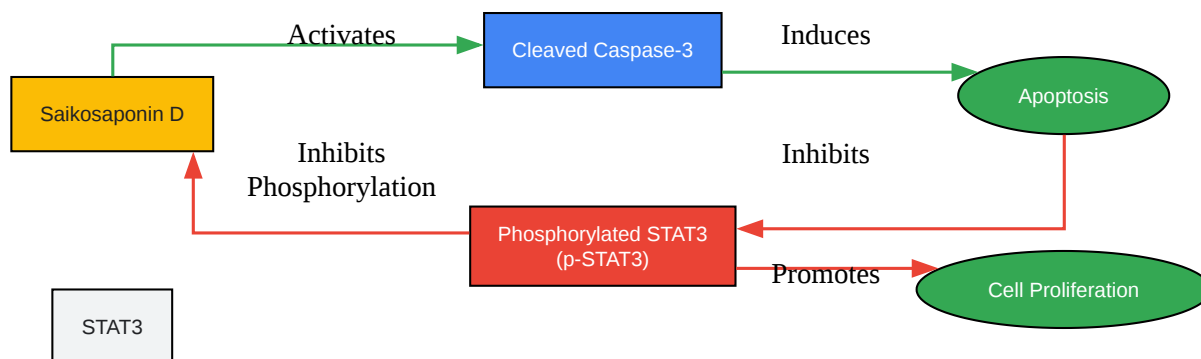 Activates
Cleaved Caspase-3
Induces
Saikosaponin D
Apoptosis
Inhibits
Phosphorylation
Inhibits
Phosphorylated STAT3
(p-STAT3)
Promotes
Cell Proliferation
STAT3